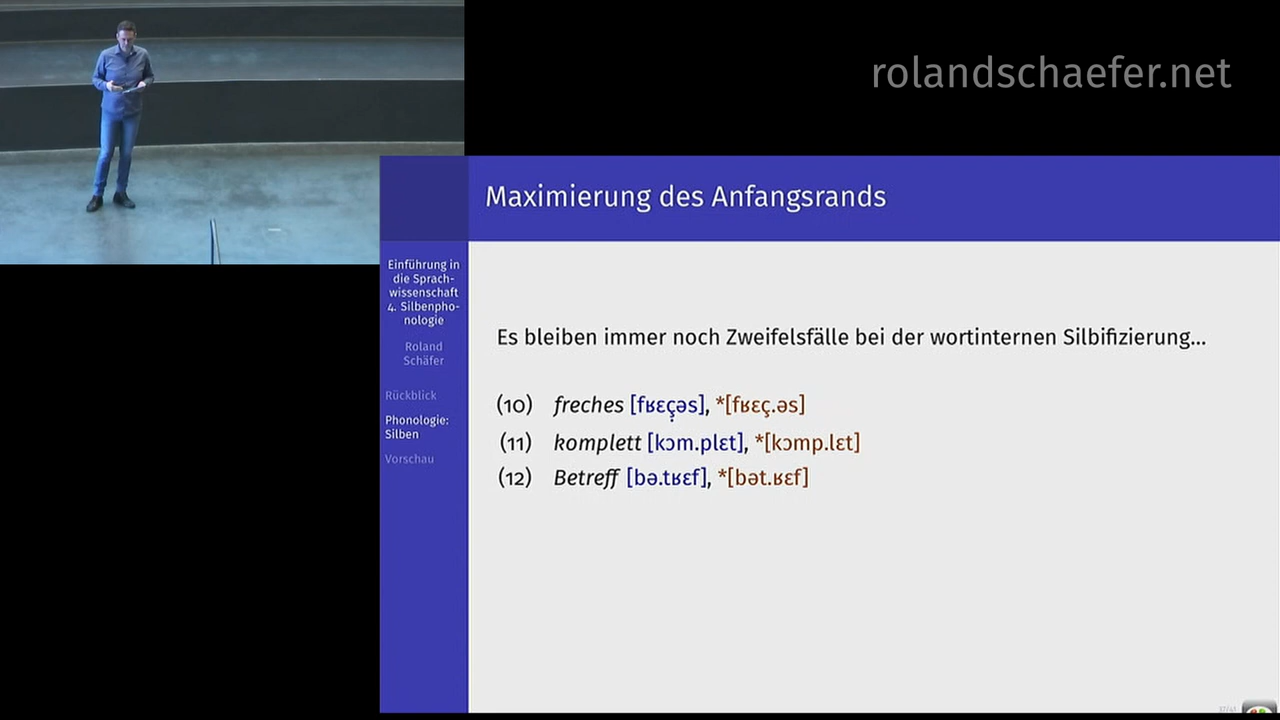 rolandschaefer.net
Maximierung des Anfangsrands
Einführung in
die Sprach-
wissenschaft
4. Silbenpho-
nologie
Roland
Schäfer
Rückblick
Phonologie:
Silben
Vorschau
Es bleiben immer noch Zweifelsfälle bei der wortinternen Silbifizierung...
(10) freches [fʁɛç̣əs], *[fʁɛç.əs]
(11) komplett [kɔm.plɛt], *[kɔmp.lɛt]
(12) Betreff [bə.tʁɛf], *[bət.ʁɛf]